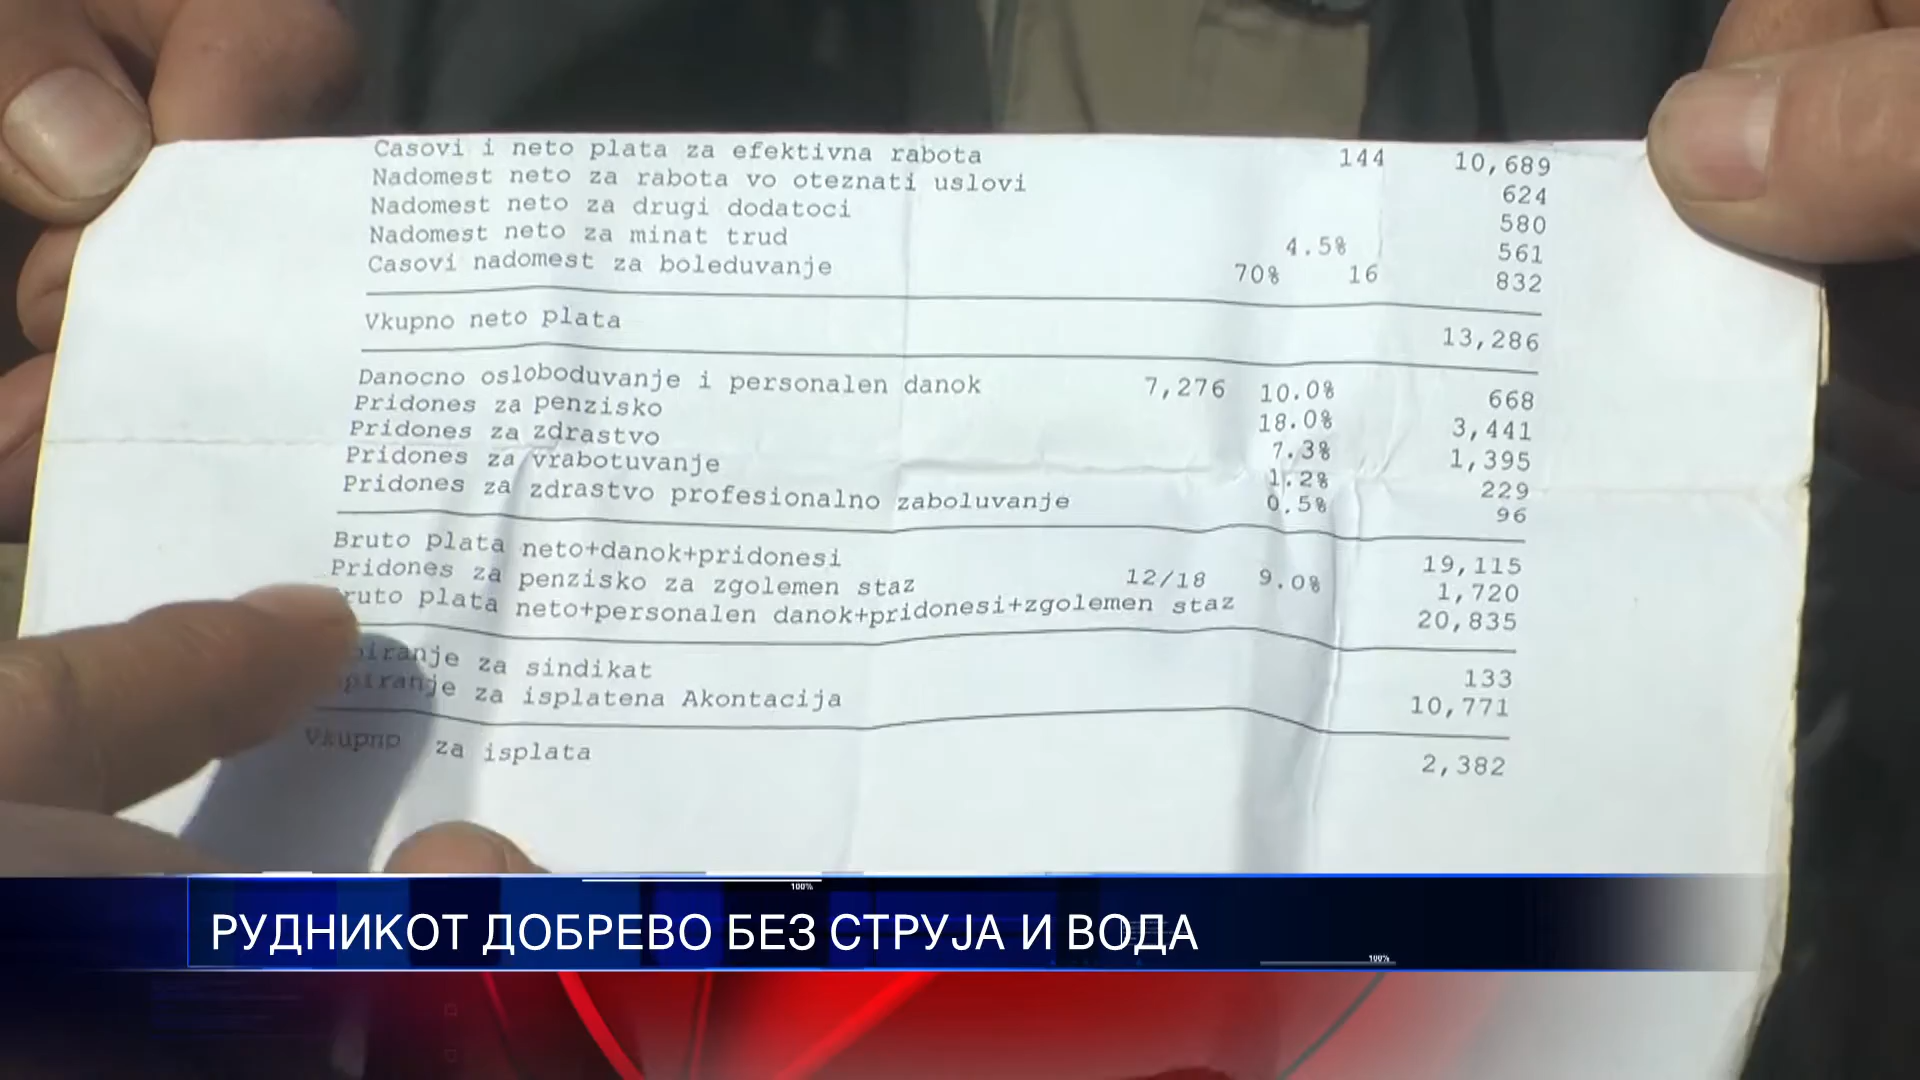 Casovi i neto plata za efektivna rabota 144 10,689
Nadomest neto za rabota vo oteznati uslovi 624
Nadomest neto za drugi dodatoci 580
Nadomest neto za minat trud 4.5% 561
Casovi nadomest za boleduvanje 70% 16 832
Vkupno neto plata 13,286
Danocno osloboduvanje i personalen danok 7,276 10.0% 668
Pridones za penzisko 18.0% 3,441
Pridones za zdrastvo 7.3% 1,395
Pridones za vrabotuvanje 1.2% 229
Pridones za zdrastvo profesionalno zaboluvanje 0.5% 96
Bruto plata neto+danok+pridonesi 19,115
Pridones za penzisko za zgolemen staz 12/18 9.0% 1,720
ruto plata neto+personalen danok+pridonesi+zgolemen staz 20,835
piranje za sindikat 133
piranje za isplatena Akontacija 10,771
Vkupno za isplata 2,382
100%
РУДНИКОТ ДОБРЕВО БЕЗ СТРУЈА И ВОДА
100%